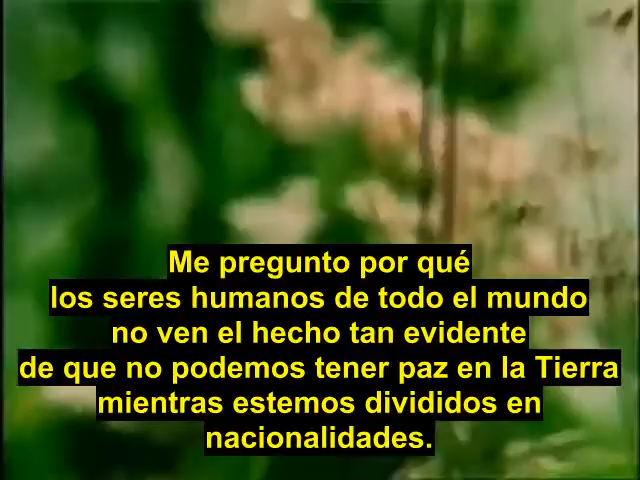 Me pregunto por qué
los seres humanos de todo el mundo
no ven el hecho tan evidente
de que no podemos tener paz en la Tierra
mientras estemos divididos en
nacionalidades.